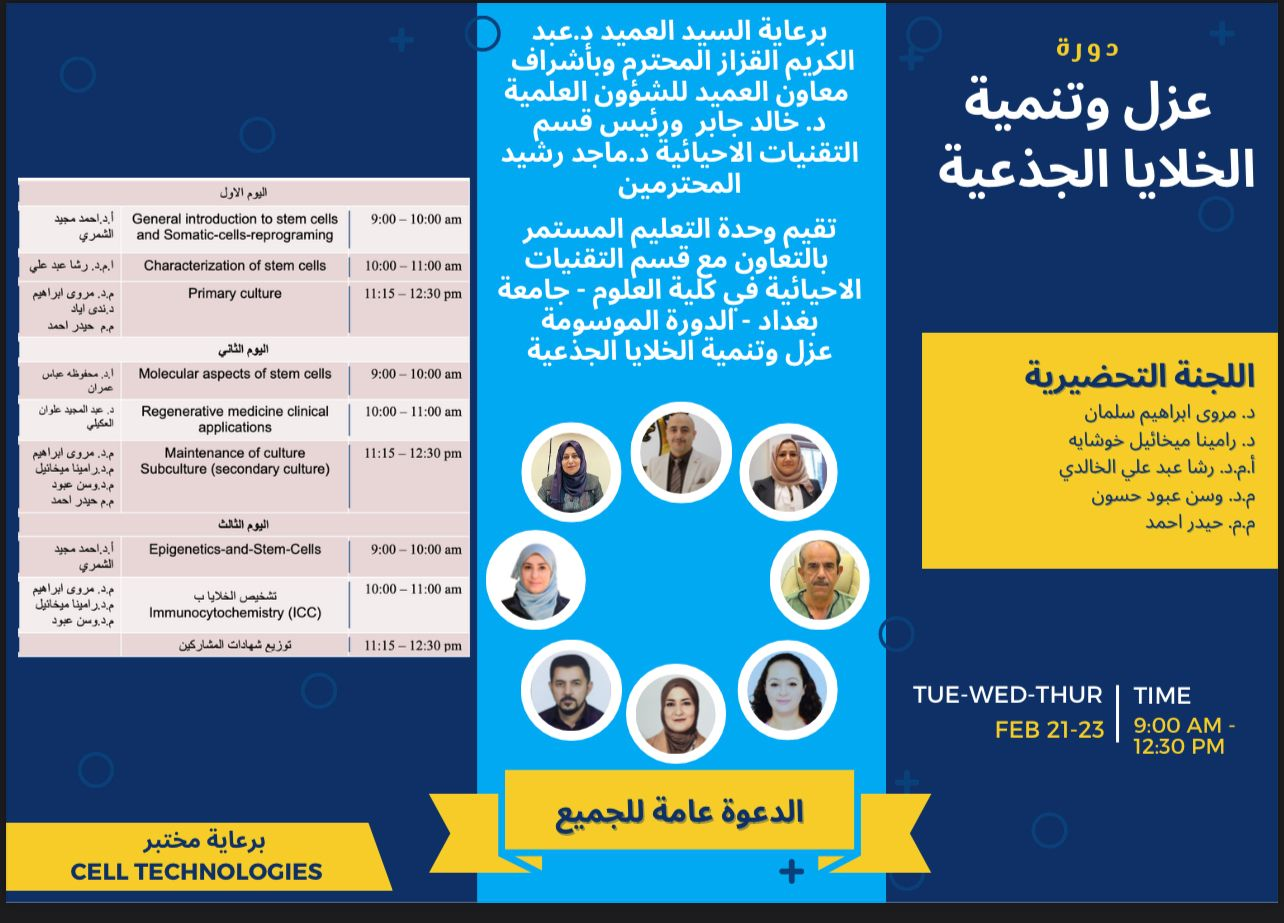 دورة
عزل وتنمية
الخلايا الجذعية
اللجنة التحضيرية
د. مروى ابراهيم سلمان
د. رامينا ميخائيل خوشابه
أ.م.د. رشا عبد علي الخالدي
م.د. وسن عبود حسون
م.م. حيدر احمد
TUE-WED-THUR
FEB 21-23
TIME
9:00 AM -
12:30 PM
برعاية السيد العميد د.عبد
الكريم القزاز المحترم وبأشراف
معاون العميد للشؤون العلمية
د. خالد جابر ورئيس قسم
التقنيات الاحيائية د.ماجد رشيد
المحترمين
تقيم وحدة التعليم المستمر
بالتعاون مع قسم التقنيات
الاحيائية في كلية العلوم - جامعة
بغداد - الدورة الموسومة
عزل وتنمية الخلايا الجذعية
الدعوة عامة للجميع
اليوم الاول
9:00 – 10:00 am
General introduction to stem cells
and Somatic-cells-reprograming
أ.د.احمد مجيد
الشمري
10:00 – 11:00 am
Characterization of stem cells
ا.م.د. رشا عبد علي
11:15 – 12:30 pm
Primary culture
م.د. مروى ابراهيم
د.ندى اياد
م.م حيدر احمد
اليوم الثاني
9:00 – 10:00 am
Molecular aspects of stem cells
أ.د. محفوظه عباس
عمران
10:00 – 11:00 am
Regenerative medicine clinical
applications
د. عبد المجيد علوان
العكيلي
11:15 – 12:30 pm
Maintenance of culture
Subculture (secondary culture)
م.د. مروى ابراهيم
م.د.رامينا ميخائيل
م.د.وسن عبود
م.م حيدر احمد
اليوم الثالث
9:00 – 10:00 am
Epigenetics-and-Stem-Cells
أ.د.احمد مجيد
الشمري
10:00 – 11:00 am
تشخيص الخلايا ب
Immunocytochemistry (ICC)
م.د. مروى ابراهيم
م.د.رامينا ميخائيل
م.د.وسن عبود
11:15 – 12:30 pm
توزيع شهادات المشاركين
برعاية مختبر
CELL TECHNOLOGIES